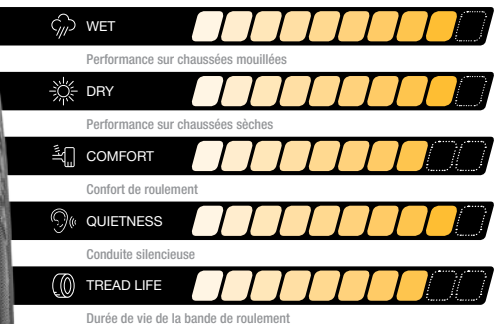 WET
Performance sur chaussées mouillées
DRY
Performance sur chaussées sèches
COMFORT
Confort de roulement
QUIETNESS
Conduite silencieuse
TREAD LIFE
Durée de vie de la bande de roulement